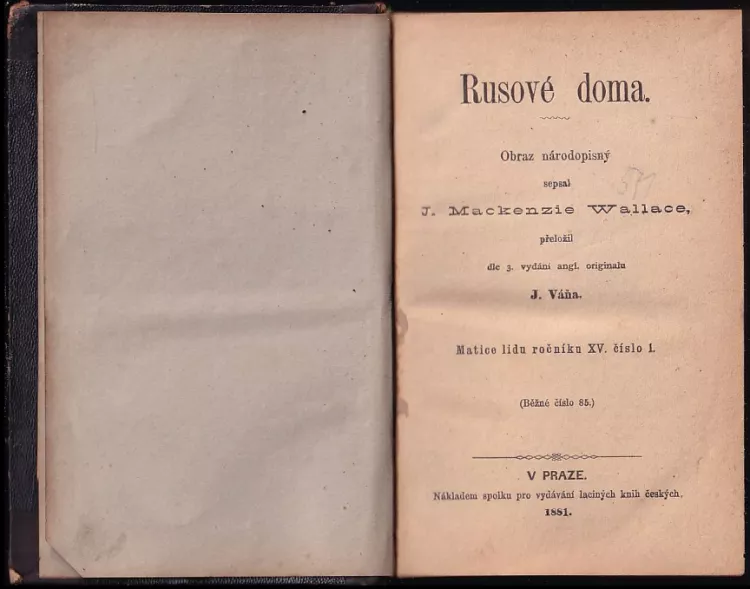 Rusové doma.
Obraz národopisný
sepsal
J. Mackenzie Wallace,
přeložil
dle 3. vydání angl. originalu
J. Váňa.
Matice lidu ročníku XV. číslo 1.
(Běžné číslo 85.)
V PRAZE.
Nákladem spolku pro vydávání laciných knih českých.
1881.